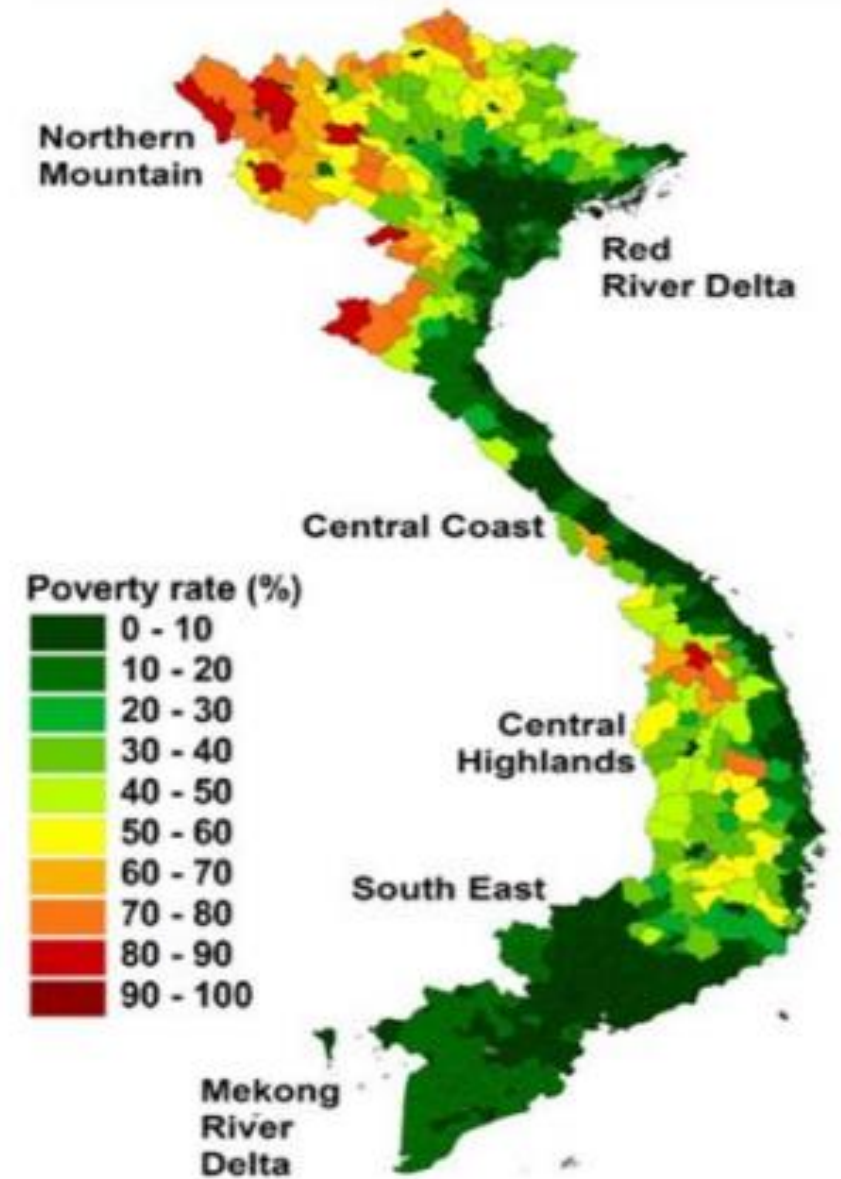 Northern
Mountain
Red
River Delta
Central Coast
Poverty rate (%)
0 - 10
10 - 20
20 - 30
30 - 40
40 - 50
50 - 60
60 - 70
70 - 80
80 - 90
90 - 100
Central
Highlands
South East
Mekong
River
Delta